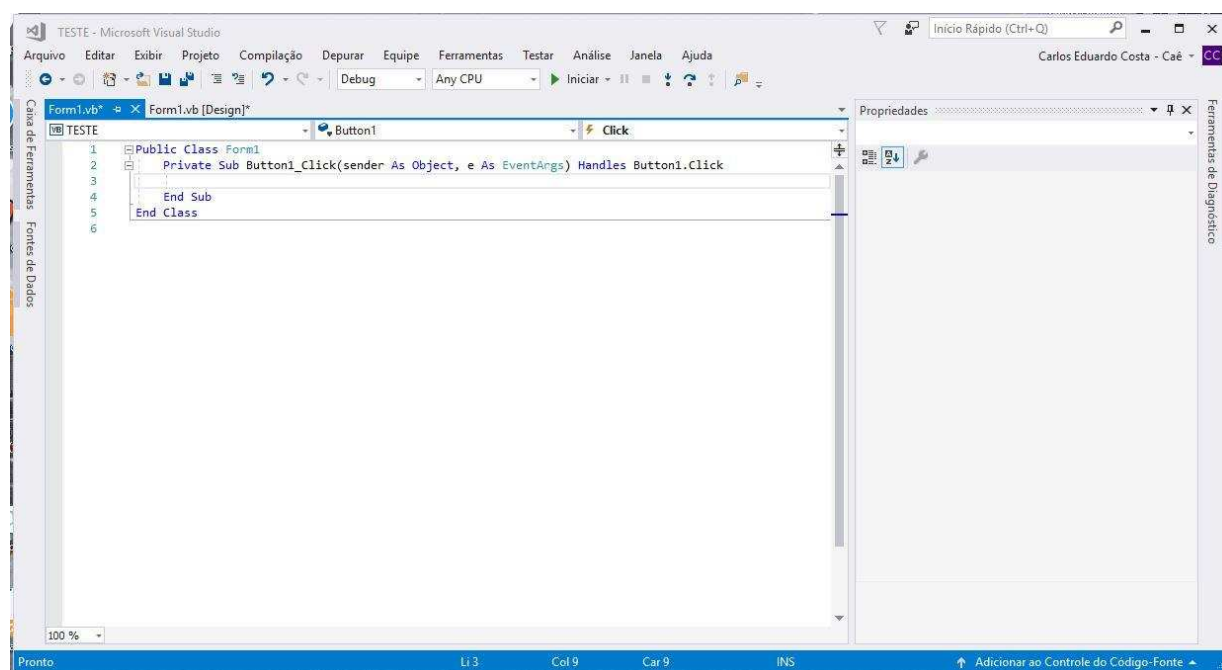 TESTE - Microsoft Visual Studio
Início Rápido (Ctrl+Q)
Arquivo Editar Exibir Projeto Compilação Depurar Equipe Ferramentas Testar Análise Janela Ajuda
Carlos Eduardo Costa - Caê CC
Debug Any CPU Iniciar
Caixa de Ferramentas
Fontes de Dados
Form1.vb* Form1.vb [Design]*
VB TESTE Button1 Click
1 Public Class Form1
2 Private Sub Button1_Click(sender As Object, e As EventArgs) Handles Button1.Click
3
4 End Sub
5 End Class
6
Propriedades
Ferramentas de Diagnóstico
100 %
Pronto Li 3 Col 9 Car 9 INS Adicionar ao Controle do Código-Fonte